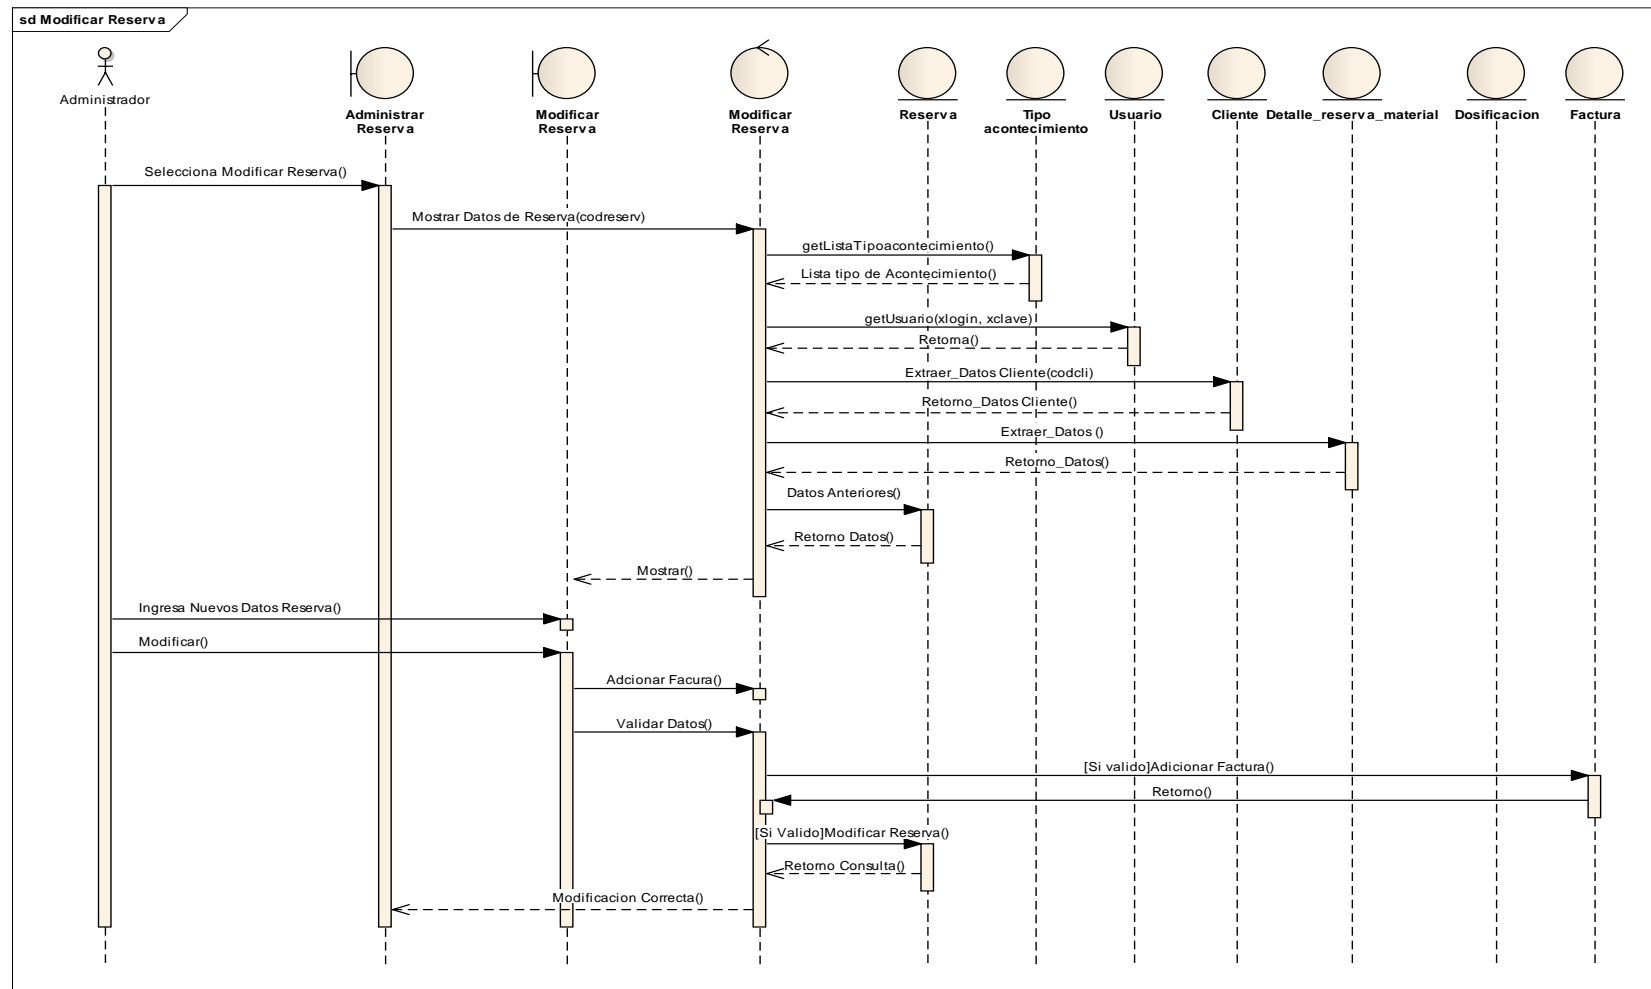 sd Modificar Reserva
Administrador
Administrar
Reserva
Modificar
Reserva
Modificar
Reserva
Reserva
Tipo
acontecimiento
Usuario
Cliente
Detalle_reserva_material
Dosificacion
Factura
Selecciona Modificar Reserva()
Mostrar Datos de Reserva(codreserv)
getListaTipoacontecimiento()
Lista tipo de Acontecimiento()
getUsuario(xlogin, xclave)
Retorna()
Extraer_Datos Cliente(codcli)
Retorno_Datos Cliente()
Extraer_Datos ()
Retorno_Datos()
Datos Anteriores()
Retorno Datos()
Mostrar()
Ingresa Nuevos Datos Reserva()
Modificar()
Adcionar Facura()
Validar Datos()
[Si valido]Adicionar Factura()
Retorno()
[Si Valido]Modificar Reserva()
Retorno Consulta()
Modificacion Correcta()